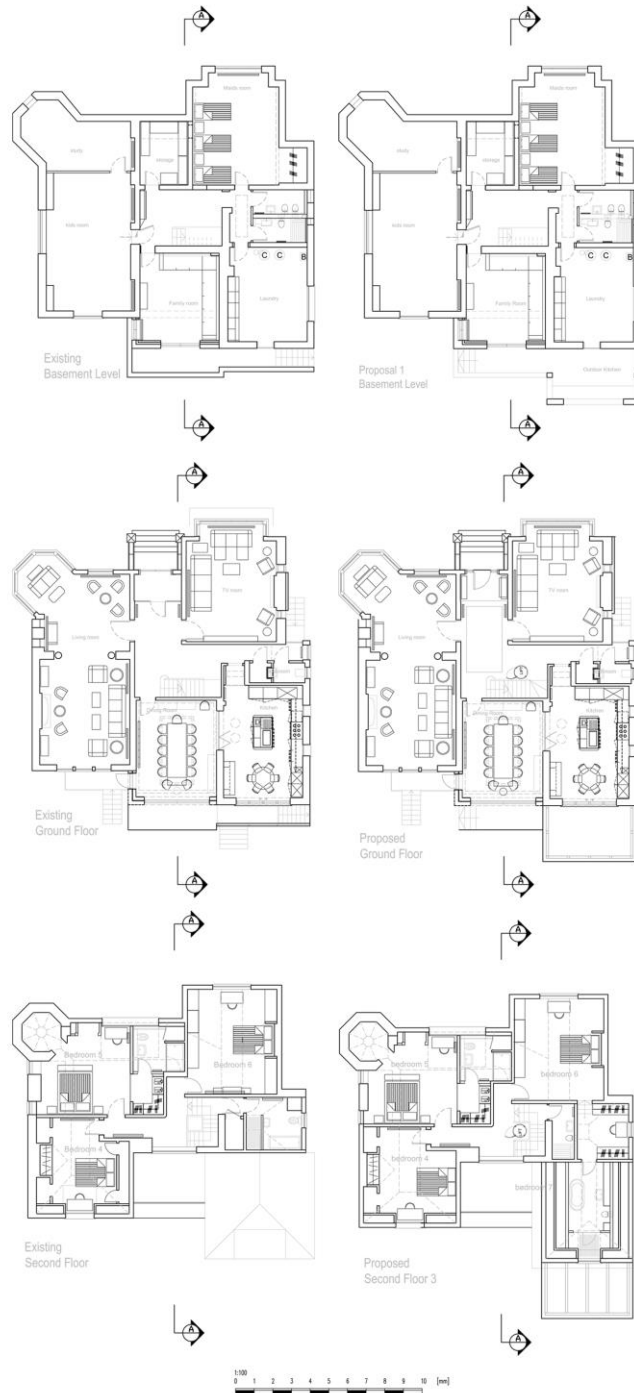 A
A
Maids room
Maids room
study
storage
study
storage
kids room
kids room
C C B
C C B
Family room
Laundry
Family Room
Laundry
Existing
Basement Level
Proposal 1
Basement Level
Outdoor Kitchen
A
A
A
A
TV room
TV room
Living room
Living room
Dining Room
Kitchen
Dining Room
Kitchen
Existing
Ground Floor
Proposed
Ground Floor
A
A
A
A
Bedroom 5
Bedroom 6
bedroom 5
bedroom 6
Bedroom 4
bedroom 4
bedroom 7
Existing
Second Floor
Proposed
Second Floor 3
A
A
1:100
0 1 2 3 4 5 6 7 8 9 10 [mm]